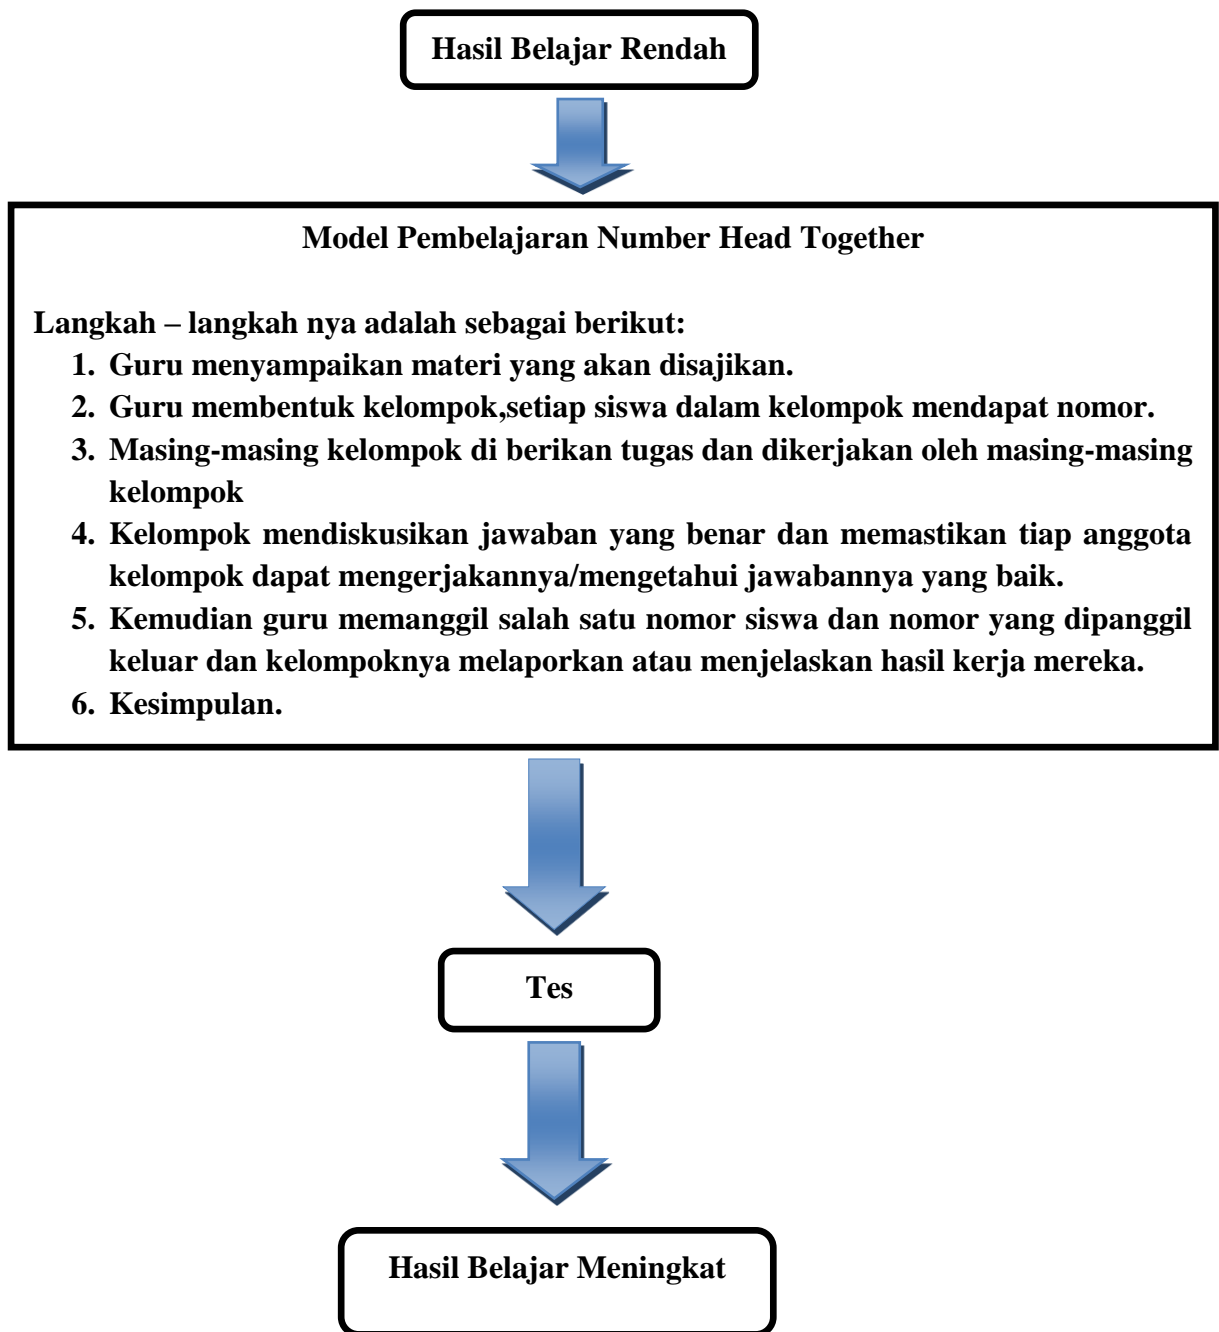 Hasil Belajar Rendah
Model Pembelajaran Number Head Together
Langkah – langkah nya adalah sebagai berikut:
1. Guru menyampaikan materi yang akan disajikan.
2. Guru membentuk kelompok,setiap siswa dalam kelompok mendapat nomor.
3. Masing-masing kelompok di berikan tugas dan dikerjakan oleh masing-masing
kelompok
4. Kelompok mendiskusikan jawaban yang benar dan memastikan tiap anggota
kelompok dapat mengerjakannya/mengetahui jawabannya yang baik.
5. Kemudian guru memanggil salah satu nomor siswa dan nomor yang dipanggil
keluar dan kelompoknya melaporkan atau menjelaskan hasil kerja mereka.
6. Kesimpulan.
Tes
Hasil Belajar Meningkat